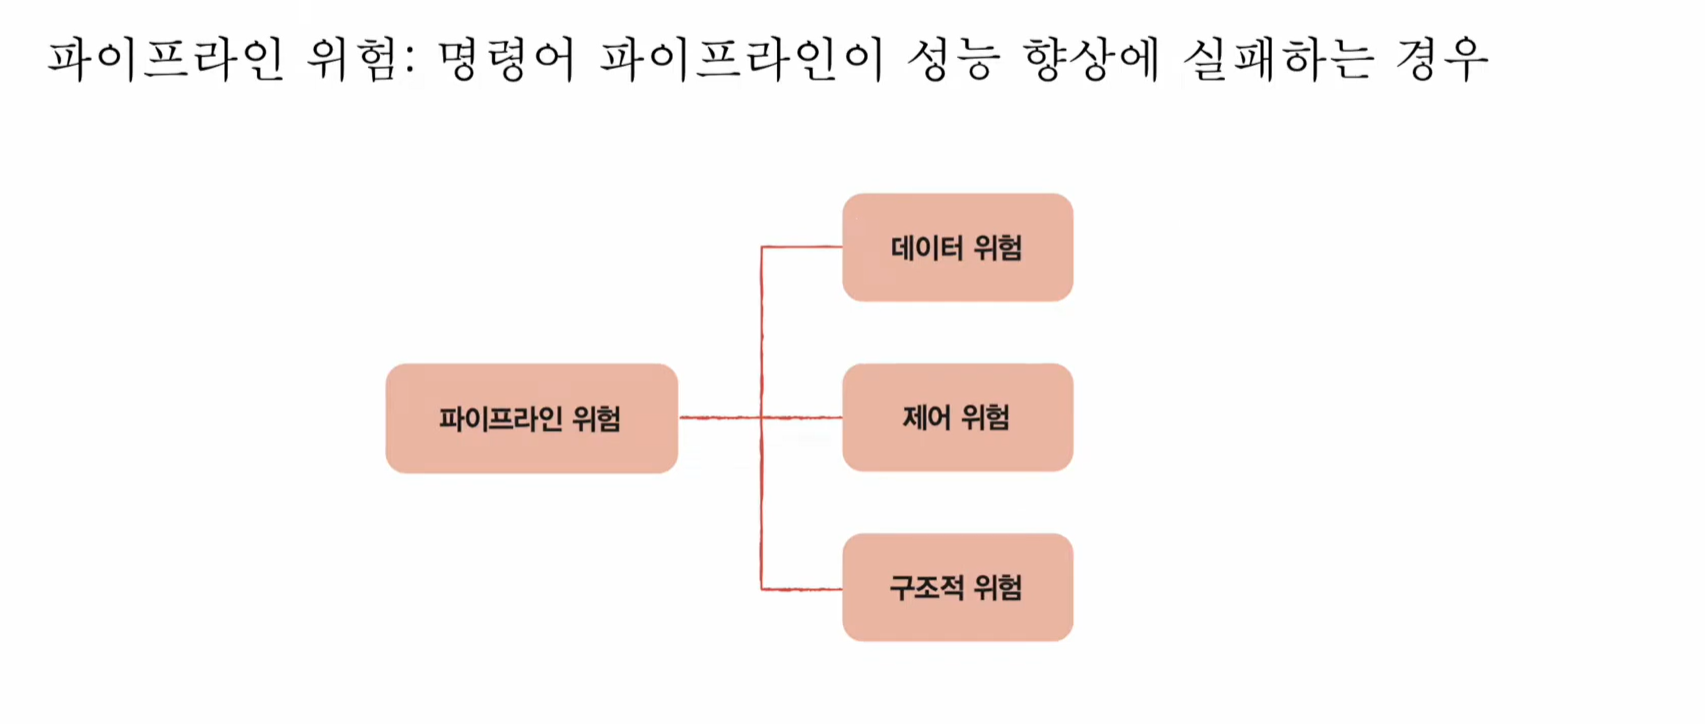 파이프라인 위험: 명령어 파이프라인이 성능 향상에 실패하는 경우
데이터 위험
파이프라인 위험
제어 위험
구조적 위험